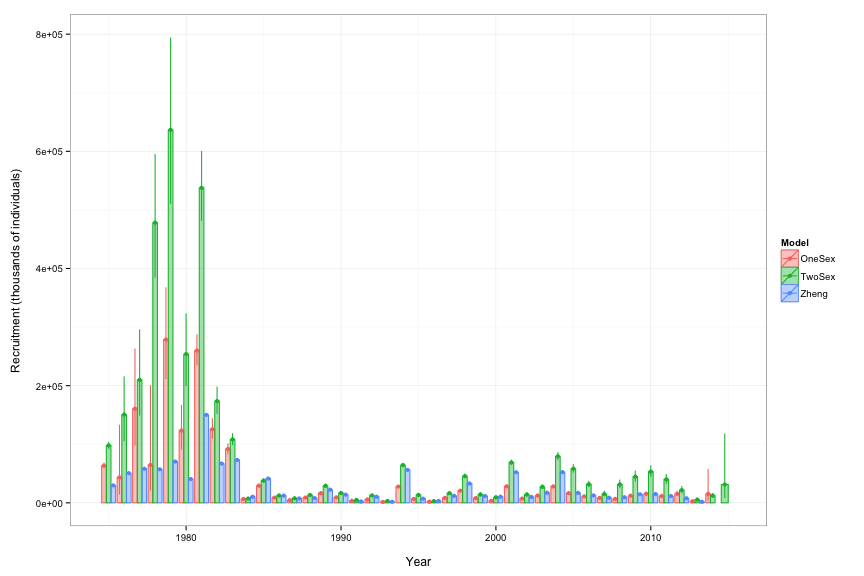 8e+05
6e+05
4e+05
2e+05
0e+00
Recruitment (thousands of individuals)
1980
1990
2000
2010
Year
Model
OneSex
TwoSex
Zheng